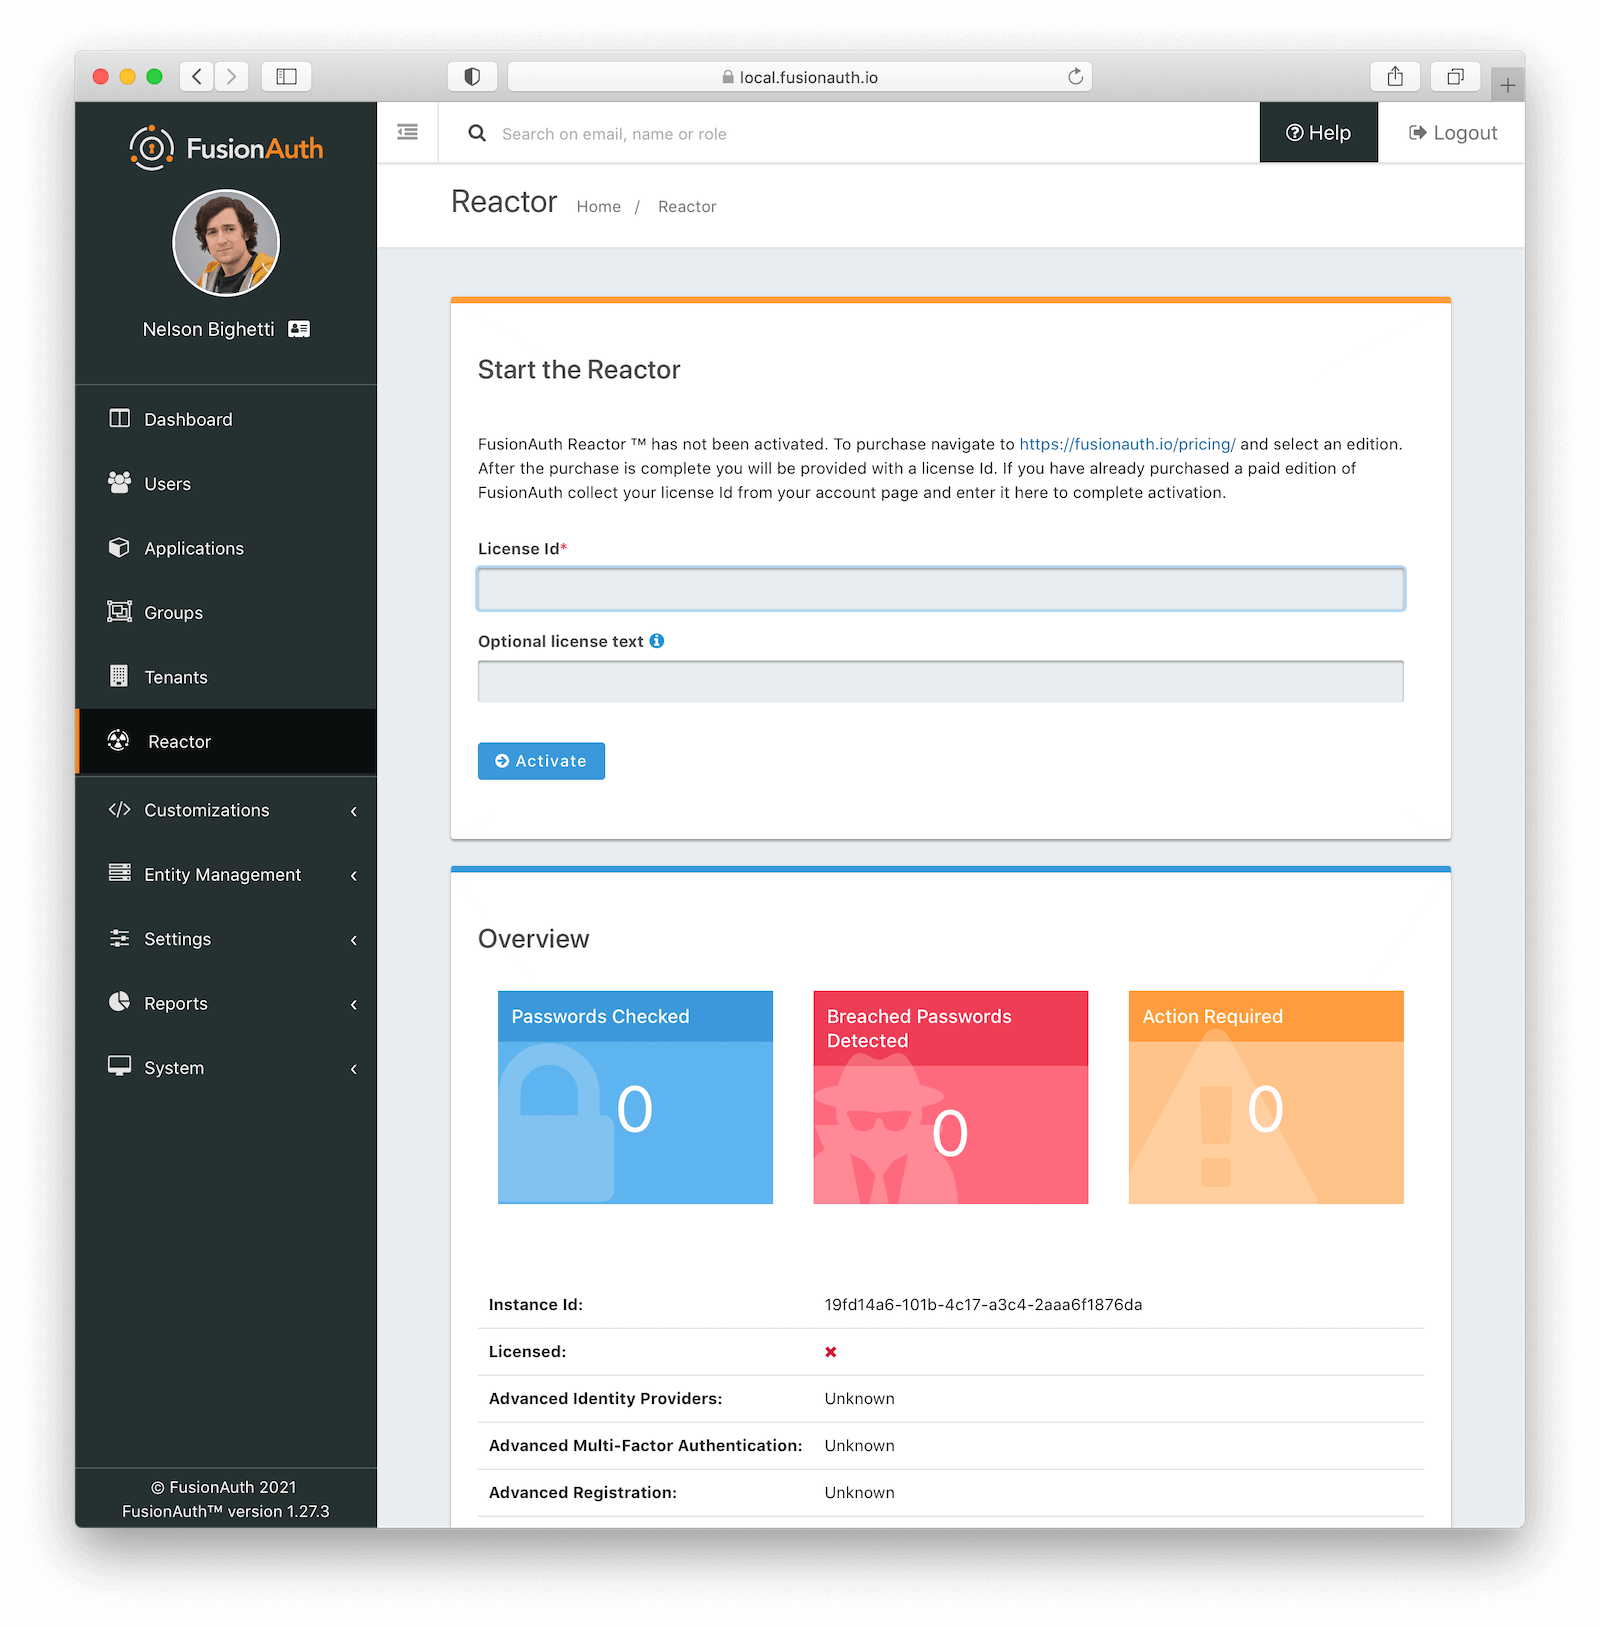 local.fusionauth.io
FusionAuth
Search on email, name or role
Help
Logout
Reactor
Home / Reactor
Nelson Bighetti
Dashboard
Users
Applications
Groups
Tenants
Reactor
Customizations
Entity Management
Settings
Reports
System
© FusionAuth 2021
FusionAuth™ version 1.27.3
Start the Reactor
FusionAuth Reactor ™ has not been activated. To purchase navigate to https://fusionauth.io/pricing/ and select an edition.
After the purchase is complete you will be provided with a license Id. If you have already purchased a paid edition of
FusionAuth collect your license Id from your account page and enter it here to complete activation.
License Id*
Optional license text
Activate
Overview
Passwords Checked
0
Breached Passwords
Detected
0
Action Required
0
Instance Id: 19fd14a6-101b-4c17-a3c4-2aaa6f1876da
Licensed:
Advanced Identity Providers: Unknown
Advanced Multi-Factor Authentication: Unknown
Advanced Registration: Unknown